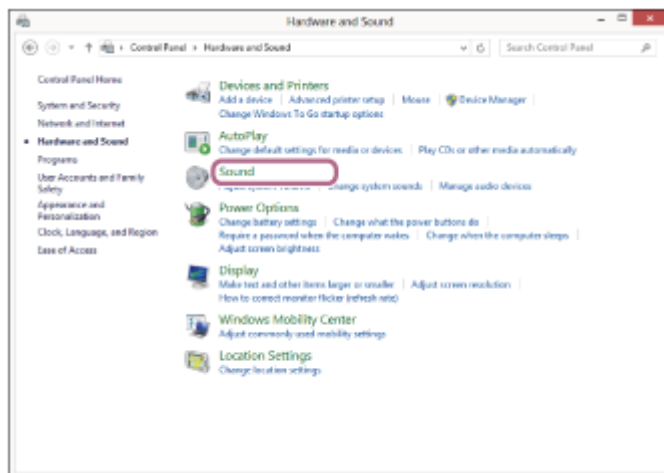 Hardware and Sound
Control Panel › Hardware and Sound
Search Control Panel
Control Panel Home
System and Security
Network and Internet
Hardware and Sound
Programs
User Accounts and Family
Safety
Appearance and
Personalization
Clock, Language, and Region
Ease of Access
Devices and Printers
Add a device | Advanced printer setup | Mouse | Device Manager
Change Windows To Go startup options
AutoPlay
Change default settings for media or devices | Play CDs or other media automatically
Sound
Change system sounds | Manage audio devices
Power Options
Change battery settings | Change what the power buttons do
Require a password when the computer wakes | Change when the computer sleeps
Adjust screen brightness
Display
Make text and other items larger or smaller | Adjust screen resolution
How to correct monitor flicker (refresh rate)
Windows Mobility Center
Adjust commonly used mobility settings
Location Settings
Change location settings